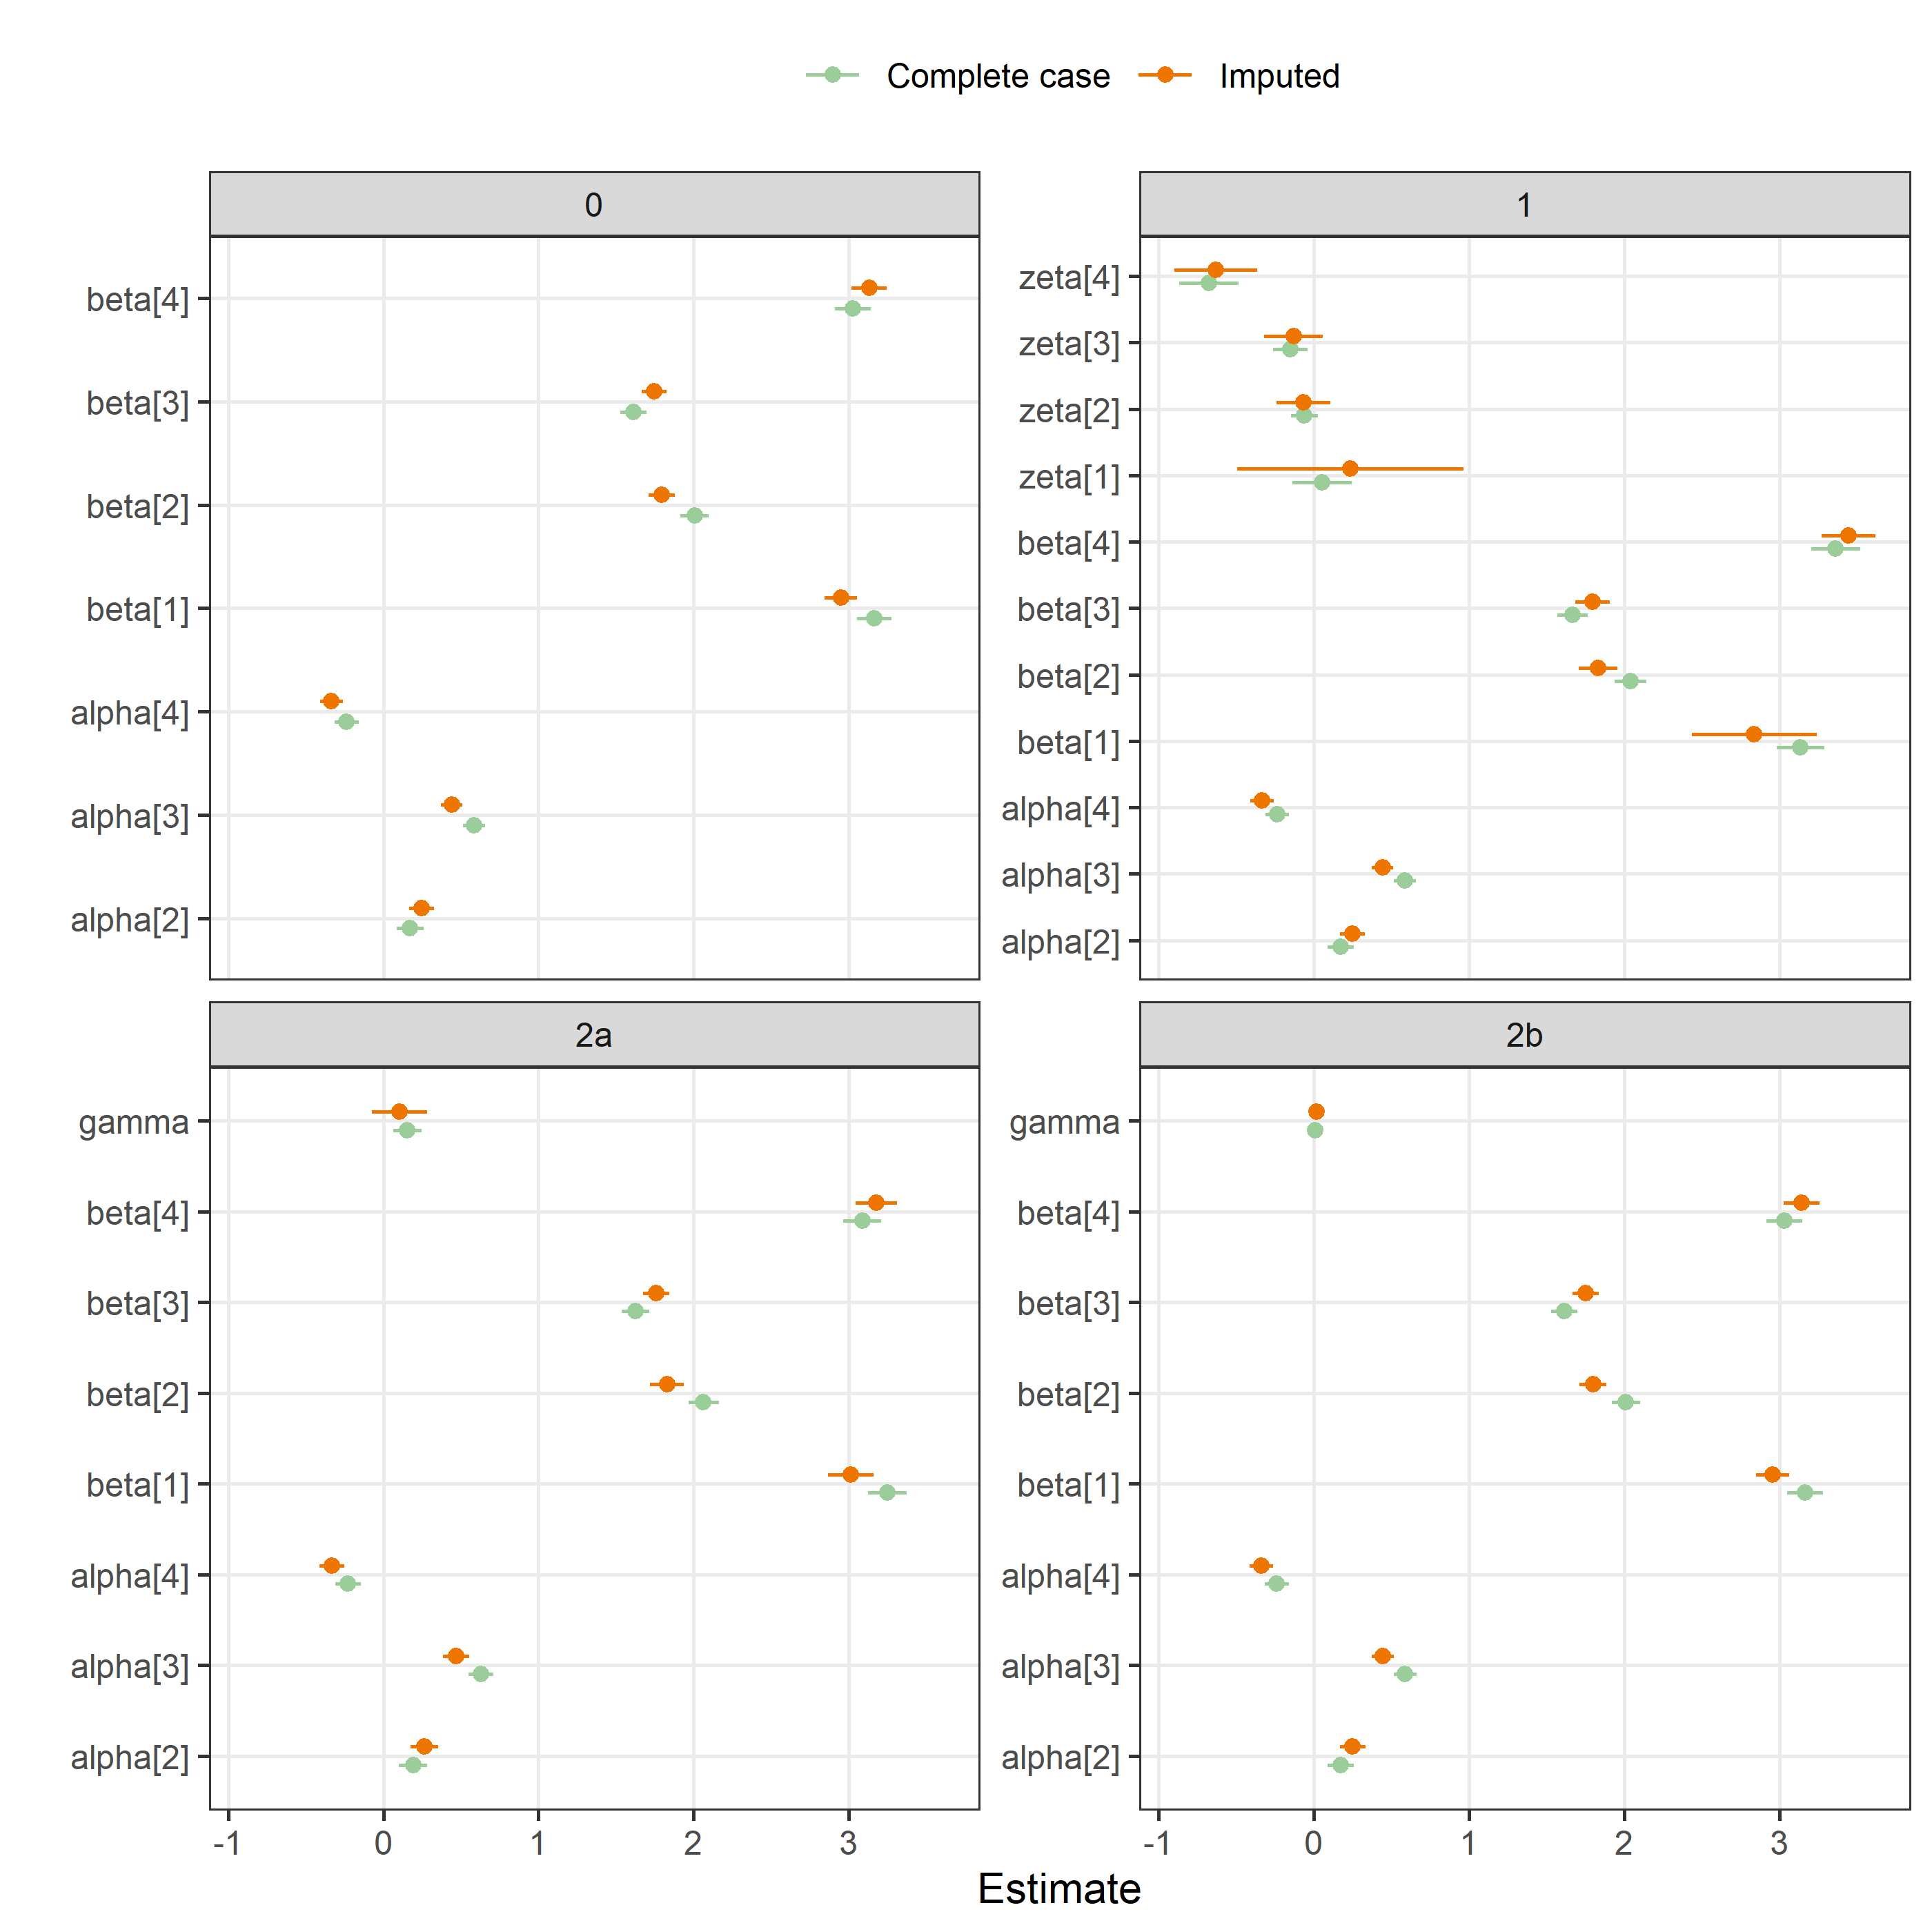 Complete case Imputed
0
beta[4]
beta[3]
beta[2]
beta[1]
alpha[4]
alpha[3]
alpha[2]
1
zeta[4]
zeta[3]
zeta[2]
zeta[1]
beta[4]
beta[3]
beta[2]
beta[1]
alpha[4]
alpha[3]
alpha[2]
2a
gamma
beta[4]
beta[3]
beta[2]
beta[1]
alpha[4]
alpha[3]
alpha[2]
-1 0 1 2 3
2b
gamma
beta[4]
beta[3]
beta[2]
beta[1]
alpha[4]
alpha[3]
alpha[2]
-1 0 1 2 3
Estimate